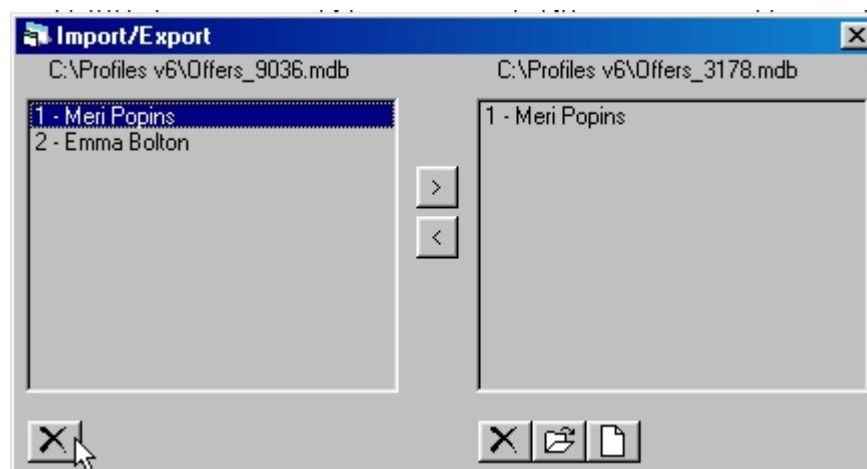 Import/Export
C:\Profiles v6\Offers_9036.mdb
C:\Profiles v6\Offers_3178.mdb
1 - Meri Popins
2 - Emma Bolton
1 - Meri Popins
>
<